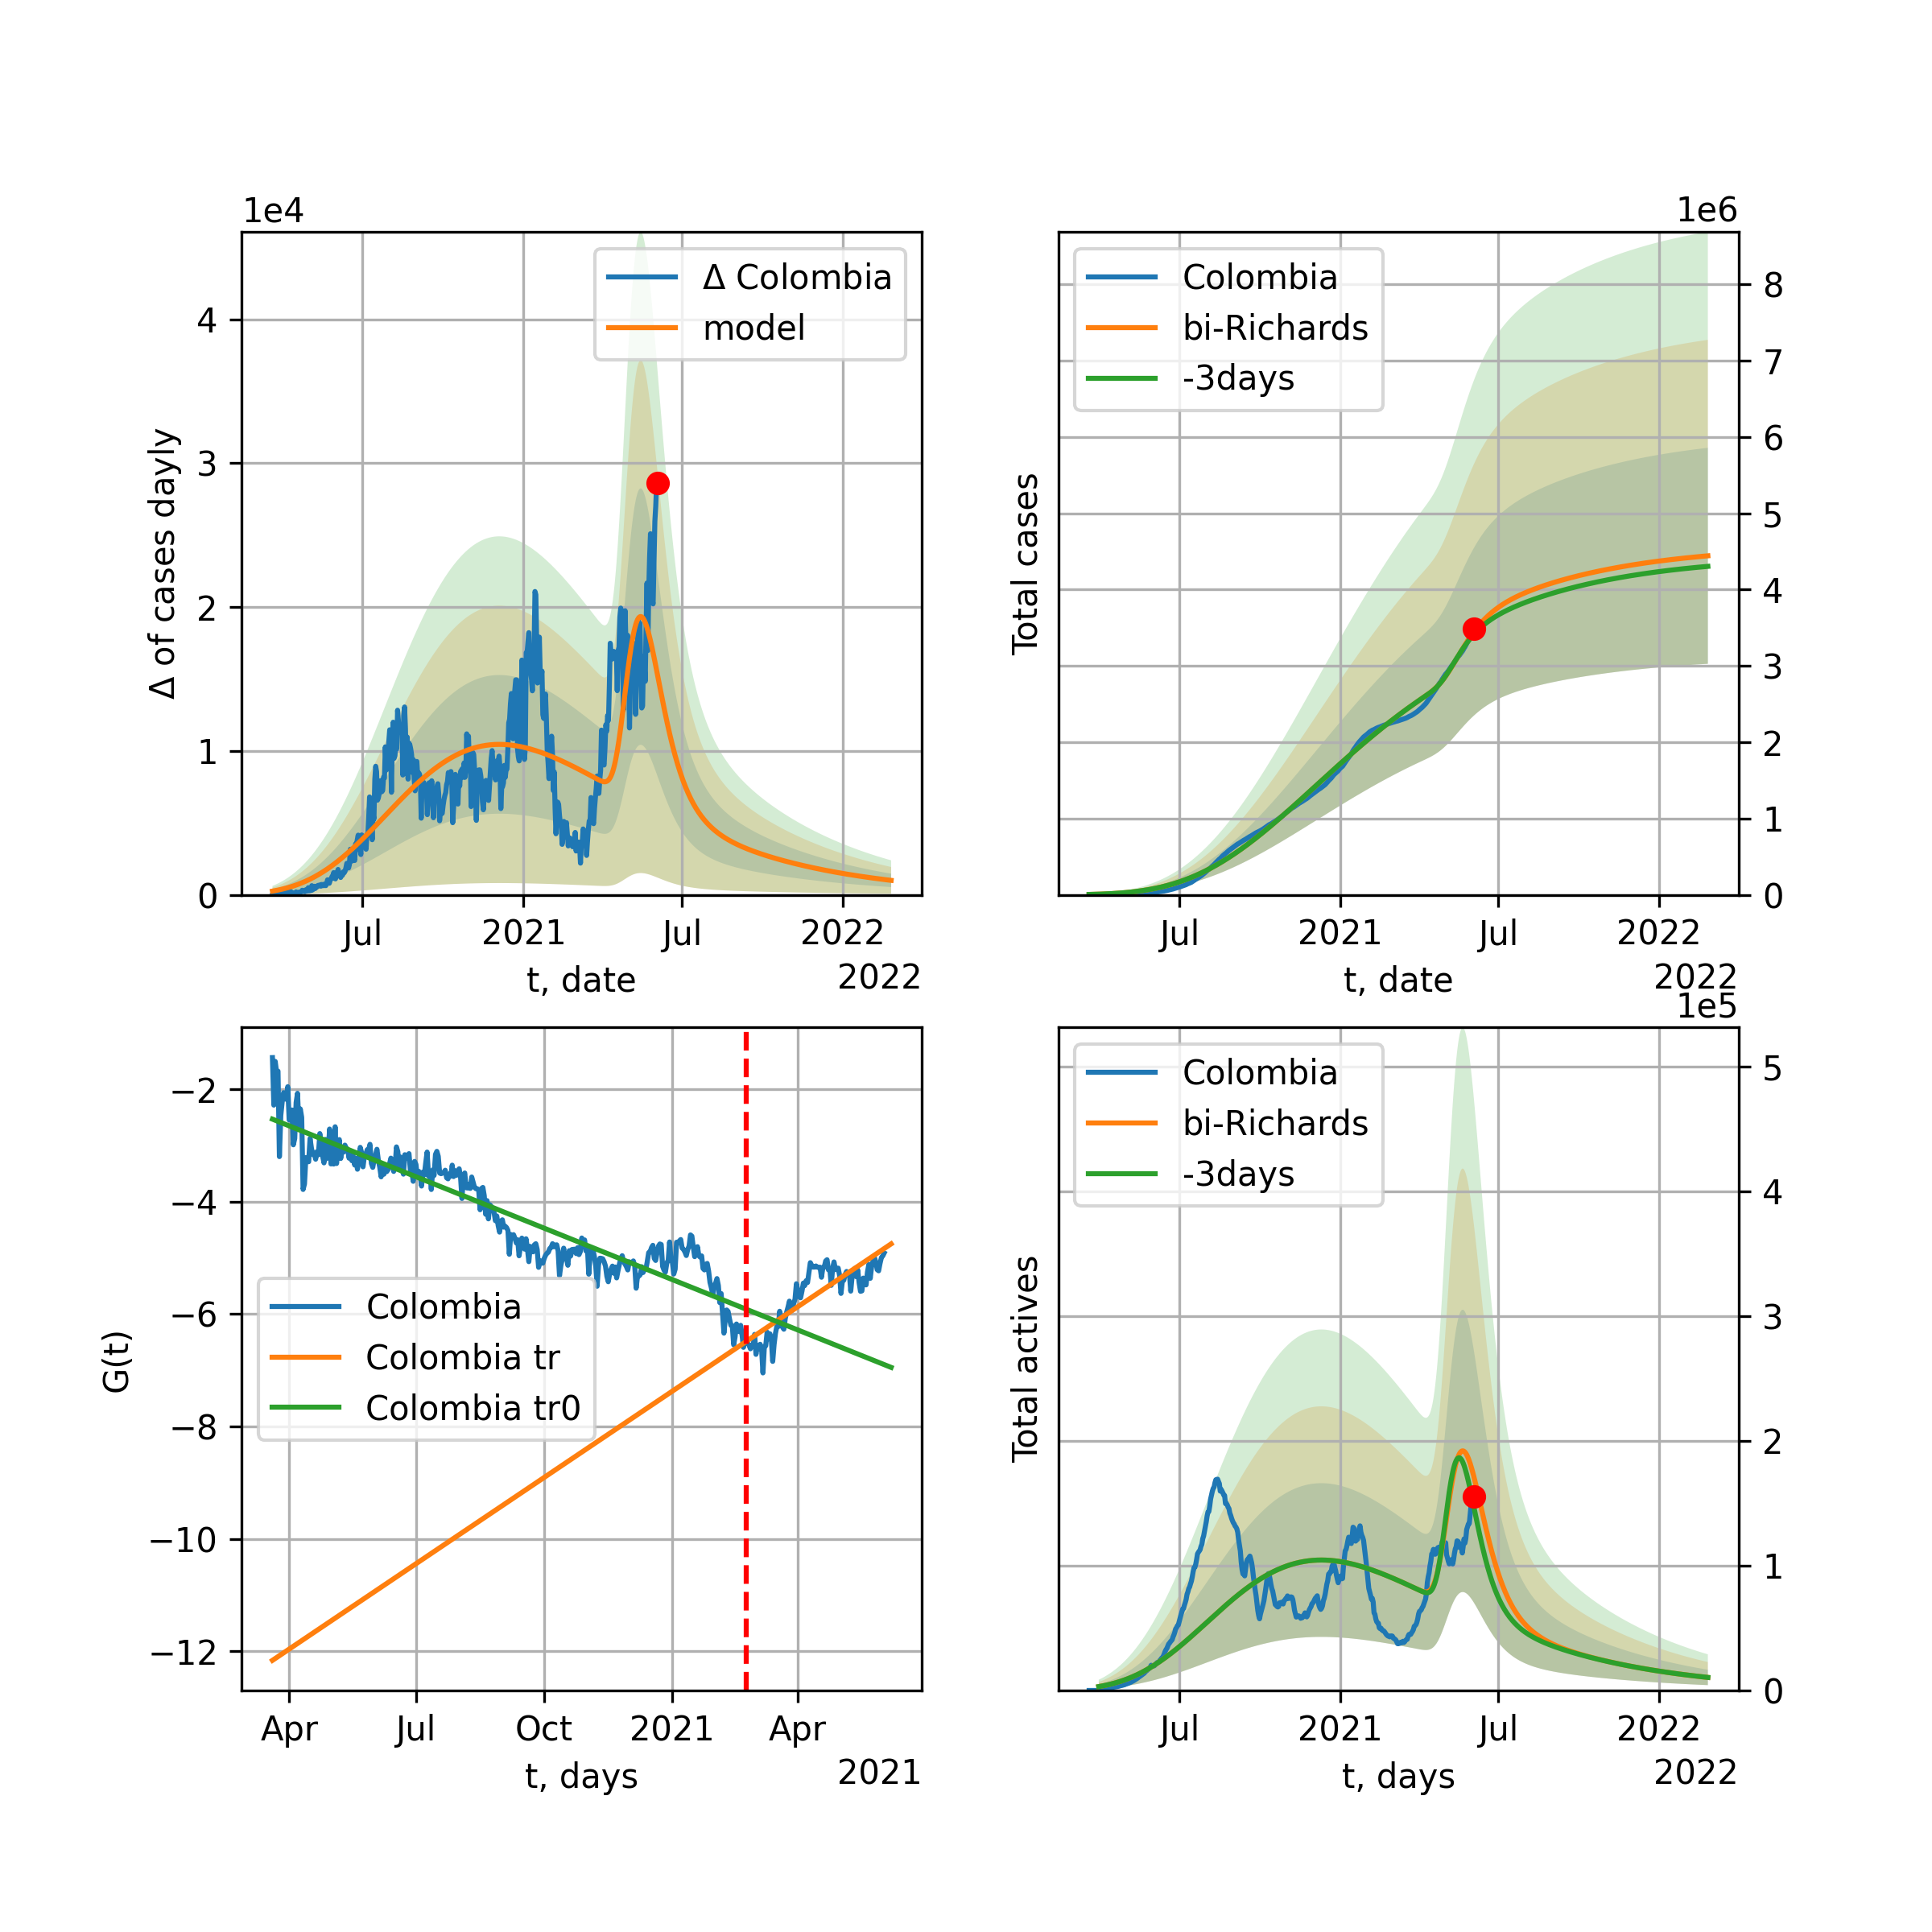 1e4
Δ Colombia
model
4
3
2
1
0
Δ of cases dayly
Jul
2021
Jul
2022
t, date
2022
1e6
Colombia
bi-Richards
-3days
8
7
6
5
4
3
2
1
0
Total cases
Jul
2021
Jul
2022
t, date
2022
−2
−4
−6
−8
−10
−12
G(t)
Colombia
Colombia tr
Colombia tr0
Apr
Jul
Oct
2021
Apr
t, days
2021
1e5
Colombia
bi-Richards
-3days
5
4
3
2
1
0
Total actives
Jul
2021
Jul
2022
t, days
2022